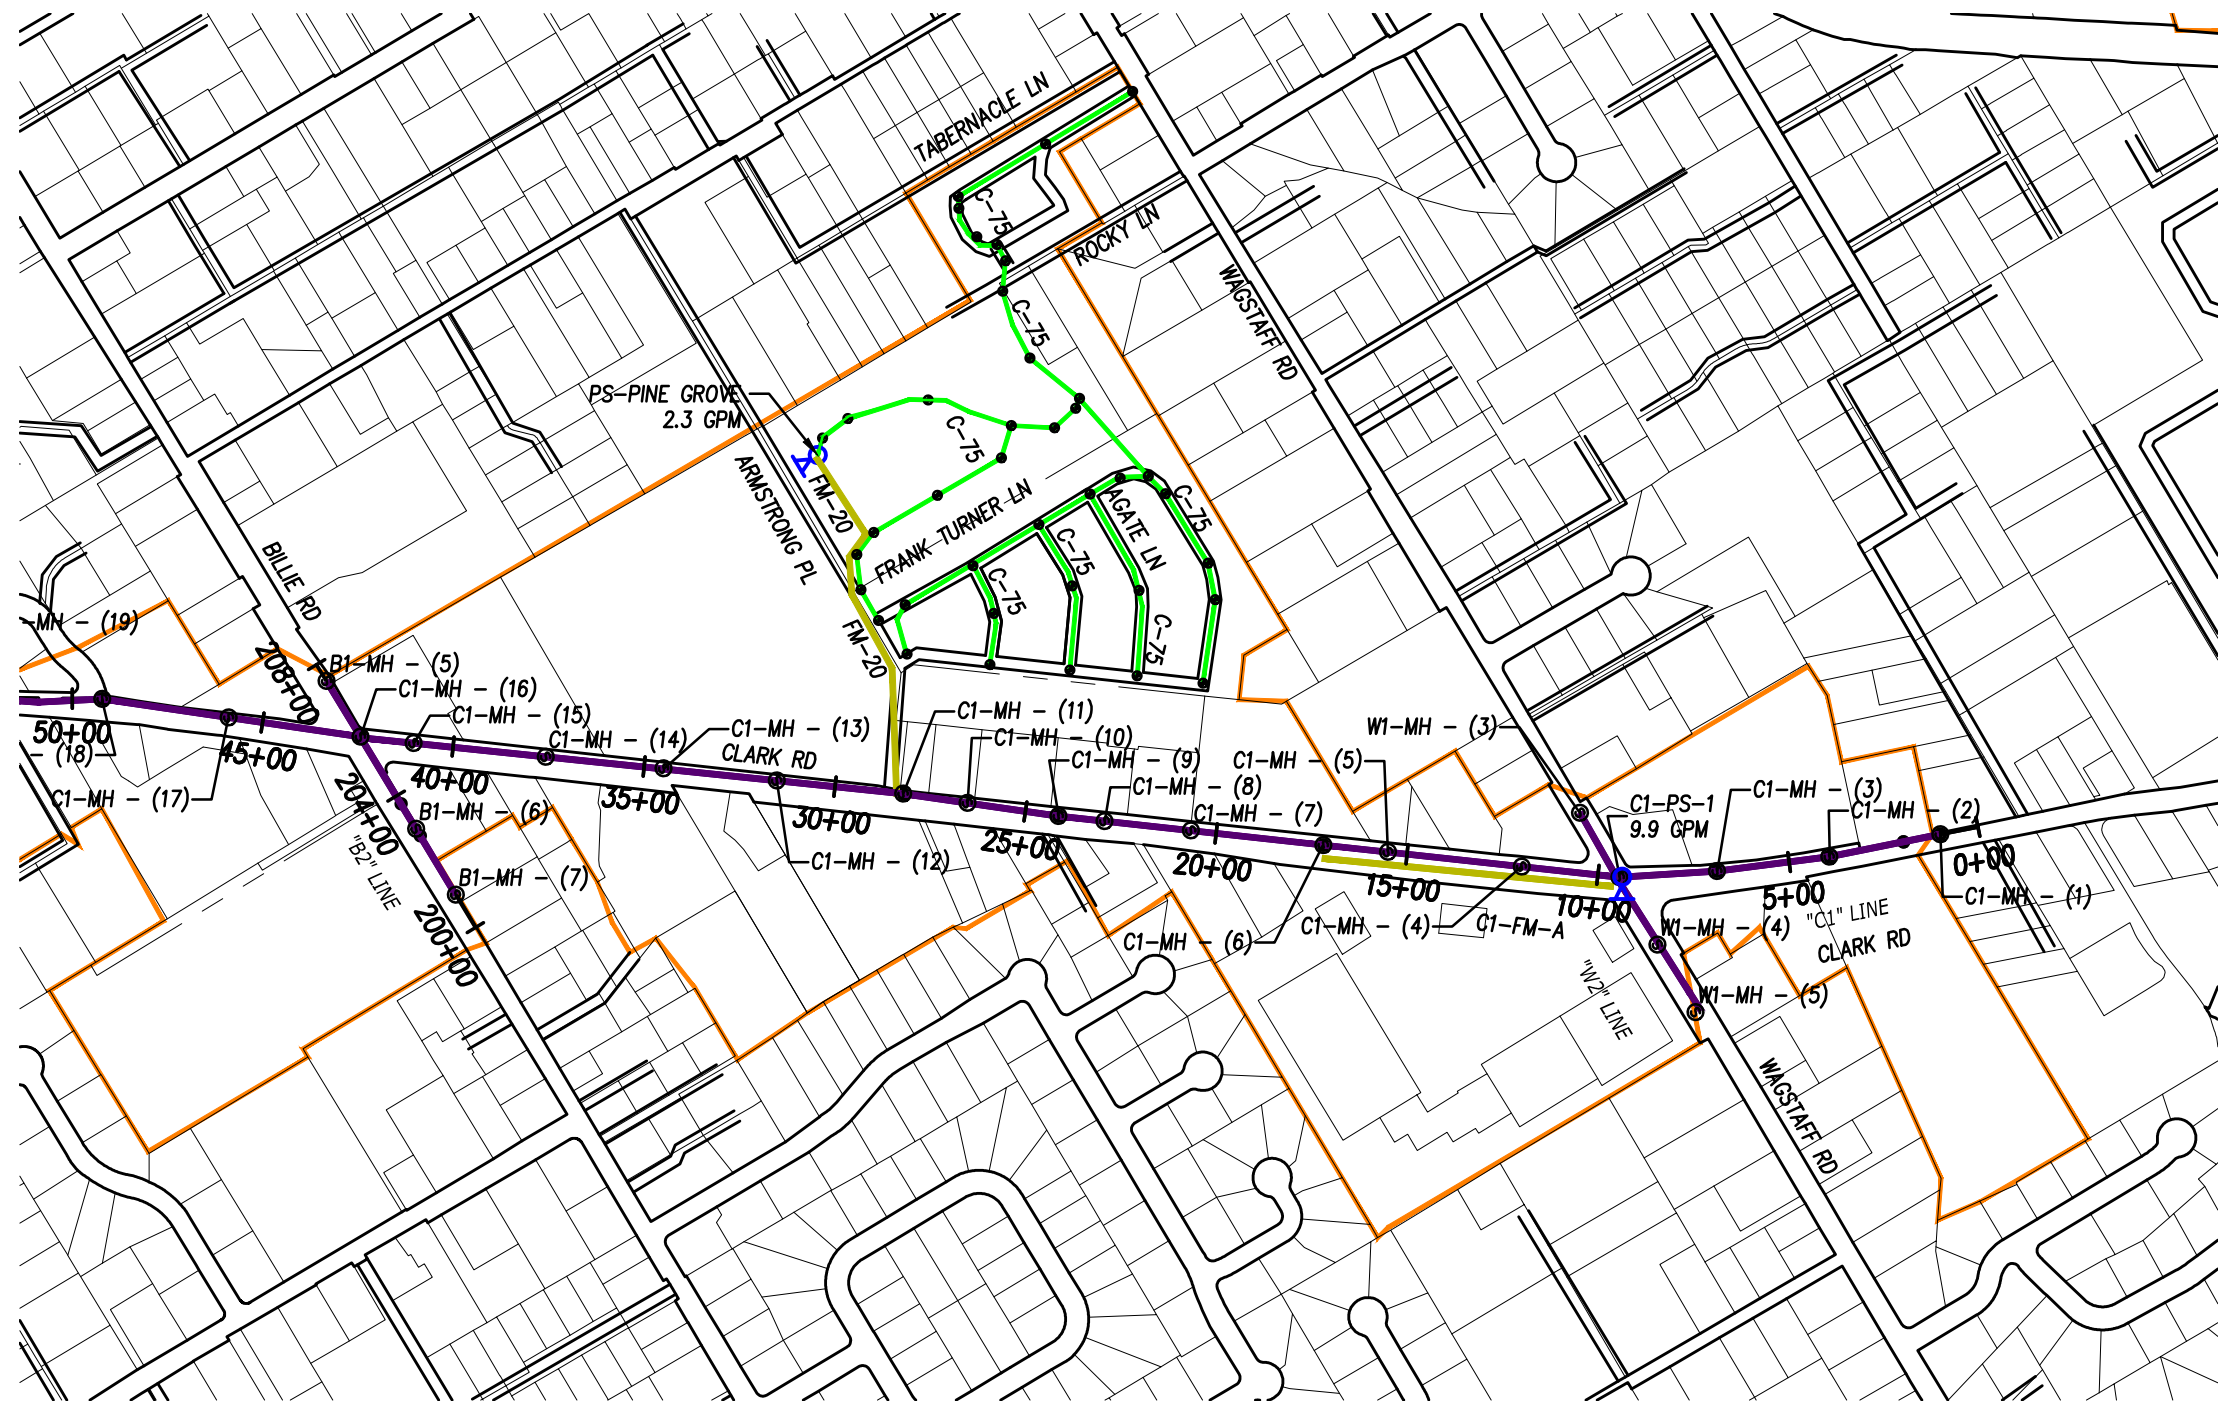 TABERNACLE LN
C-75
ROCKY LN
WAGSTAFF RD
C-75
PS-PINE GROVE
2.3 GPM
C-75
ARMSTRONG PL
FM-20
FRANK TURNER LN
AGATE LN
C-75
C-75
C-75
C-75
FM-20
BILLIE RD
-MH - (19)
208+00
B1-MH - (5)
C1-MH - (16)
C1-MH - (15)
C1-MH - (14)
C1-MH - (13)
CLARK RD
C1-MH - (11)
C1-MH - (10)
C1-MH - (9)
C1-MH - (8)
C1-MH - (7)
C1-MH - (5)
W1-MH - (3)
C1-PS-1
9.9 GPM
C1-MH - (3)
C1-MH - (2)
50+00
- (18)
45+00
C1-MH - (17)
40+00
204+00
B1-MH - (6)
"B2" LINE
B1-MH - (7)
200+00
35+00
30+00
C1-MH - (12)
25+00
20+00
15+00
10+00
5+00
0+00
C1-MH - (6)
C1-MH - (4)
C1-FM-A
W1-MH - (4)
"C1" LINE
CLARK RD
C1-MH - (1)
"W2" LINE
W1-MH - (5)
WAGSTAFF RD